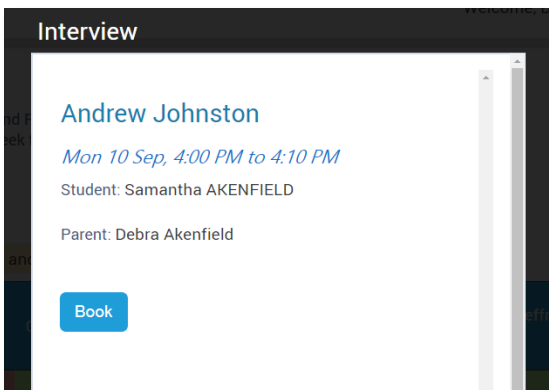 Interview
Andrew Johnston
Mon 10 Sep, 4:00 PM to 4:10 PM
Student: Samantha AKENFIELD
Parent: Debra Akenfield
Book